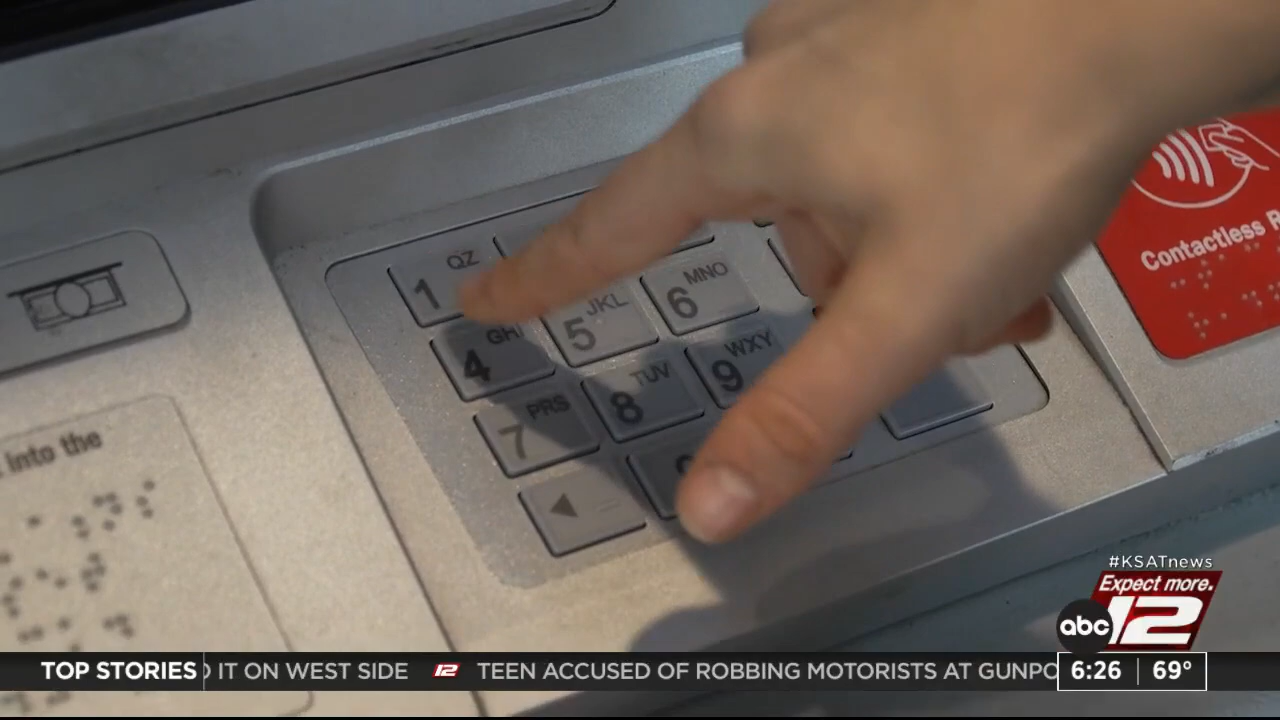 QZ
1
GHI
4
JKL
5
MNO
6
PRS
7
TUV
8
WXY
9
Contactless
into the
#KSATnews
Expect more.
abc
12
TOP STORIES
IT ON WEST SIDE
12
TEEN ACCUSED OF ROBBING MOTORISTS AT
6:26
69°